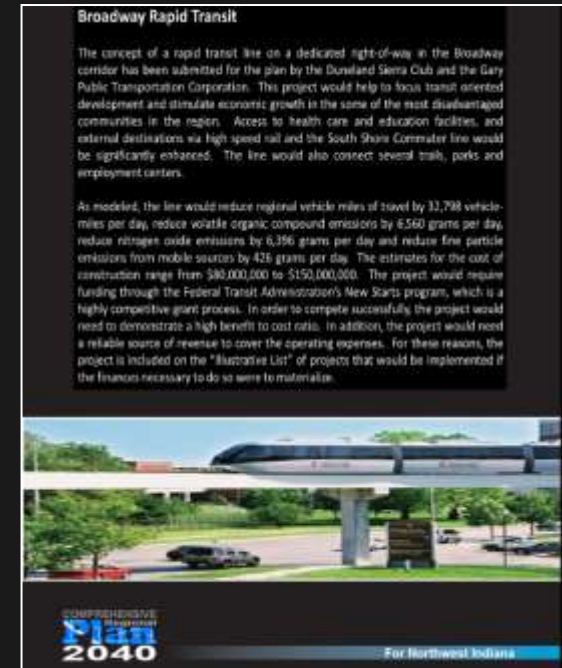 Broadway Rapid Transit
The concept of a rapid transit line on a dedicated right-of-way in the Broadway
corridor has been submitted for the plan by the Duneland Sierra Club and the Gary
Public Transportation Corporation. This project would help to focus transit oriented
development and stimulate economic growth in the some of the most disadvantaged
communities in the region. Access to health care and education facilities, and
external destinations via high speed rail and the South Shore Commuter line would
be significantly enhanced. The line would also connect several trails, parks and
employment centers.
As modeled, the line would reduce regional vehicle miles of travel by 32,798 vehicle-
miles per day, reduce volatile organic compound emissions by 6,560 grams per day,
reduce nitrogen oxide emissions by 6,396 grams per day and reduce fine particle
emissions from mobile sources by 426 grams per day. The estimates for the cost of
construction range from $80,000,000 to $150,000,000. The project would require
funding through the Federal Transit Administration's New Starts program, which is a
highly competitive grant process. In order to compete successfully, the project would
need to demonstrate a high benefit to cost ratio. In addition, the project would need
a reliable source of revenue to cover the operating expenses. For these reasons, the
project is included on the "Illustrative List" of projects that would be implemented if
the finances necessary to do so were to materialize.
COMPREHENSIVE
Regional
Plan
2040
For Northwest Indiana